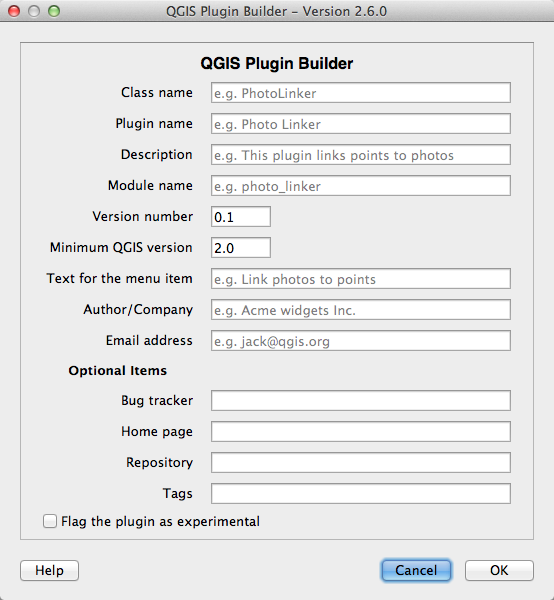 QGIS Plugin Builder – Version 2.6.0
QGIS Plugin Builder
Class name e.g. PhotoLinker
Plugin name e.g. Photo Linker
Description e.g. This plugin links points to photos
Module name e.g. photo_linker
Version number 0.1
Minimum QGIS version 2.0
Text for the menu item e.g. Link photos to points
Author/Company e.g. Acme widgets Inc.
Email address e.g. jack@qgis.org
Optional Items
Bug tracker
Home page
Repository
Tags
Flag the plugin as experimental
Help Cancel OK